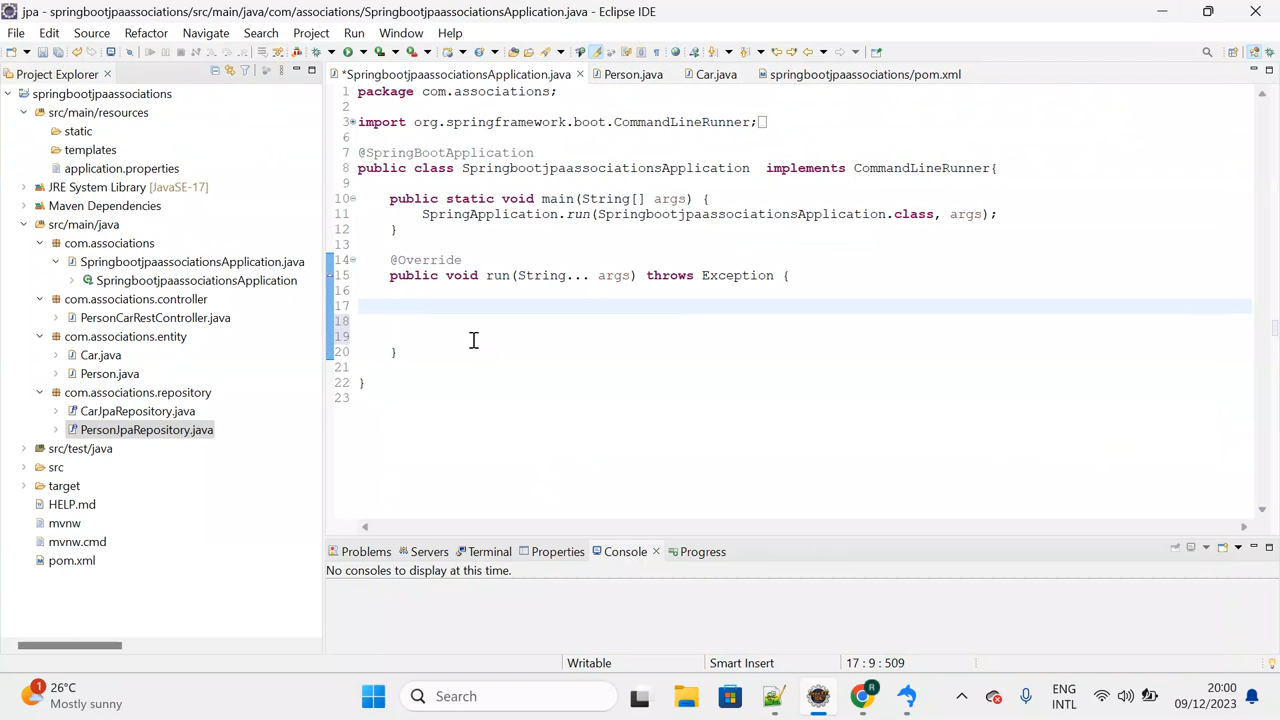 jpa - springbootjpaassociations/src/main/java/com/associations/SpringbootjpaassociationsApplication.java - Eclipse IDE
File Edit Source Refactor Navigate Search Project Run Window Help
Project Explorer
springbootjpaassociations
src/main/resources
static
templates
application.properties
JRE System Library [JavaSE-17]
Maven Dependencies
src/main/java
com.associations
SpringbootjpaassociationsApplication.java
SpringbootjpaassociationsApplication
com.associations.controller
PersonCarRestController.java
com.associations.entity
Car.java
Person.java
com.associations.repository
CarJpaRepository.java
PersonJpaRepository.java
src/test/java
src
target
HELP.md
mvnw
mvnw.cmd
pom.xml
*SpringbootjpaassociationsApplication.java Person.java Car.java springbootjpaassociations/pom.xml
1 package com.associations;
2
3 import org.springframework.boot.CommandLineRunner;
6
7 @SpringBootApplication
8 public class SpringbootjpaassociationsApplication implements CommandLineRunner{
9
10 public static void main(String[] args) {
11 SpringApplication.run(SpringbootjpaassociationsApplication.class, args);
12 }
13
14 @Override
15 public void run(String... args) throws Exception {
16
17
18
19
20 }
21
22 }
23
Problems Servers Terminal Properties Console Progress
No consoles to display at this time.
Writable Smart Insert 17 : 9 : 509
1
26°C
Mostly sunny
Search
R
ENG
INTL
20:00
09/12/2023